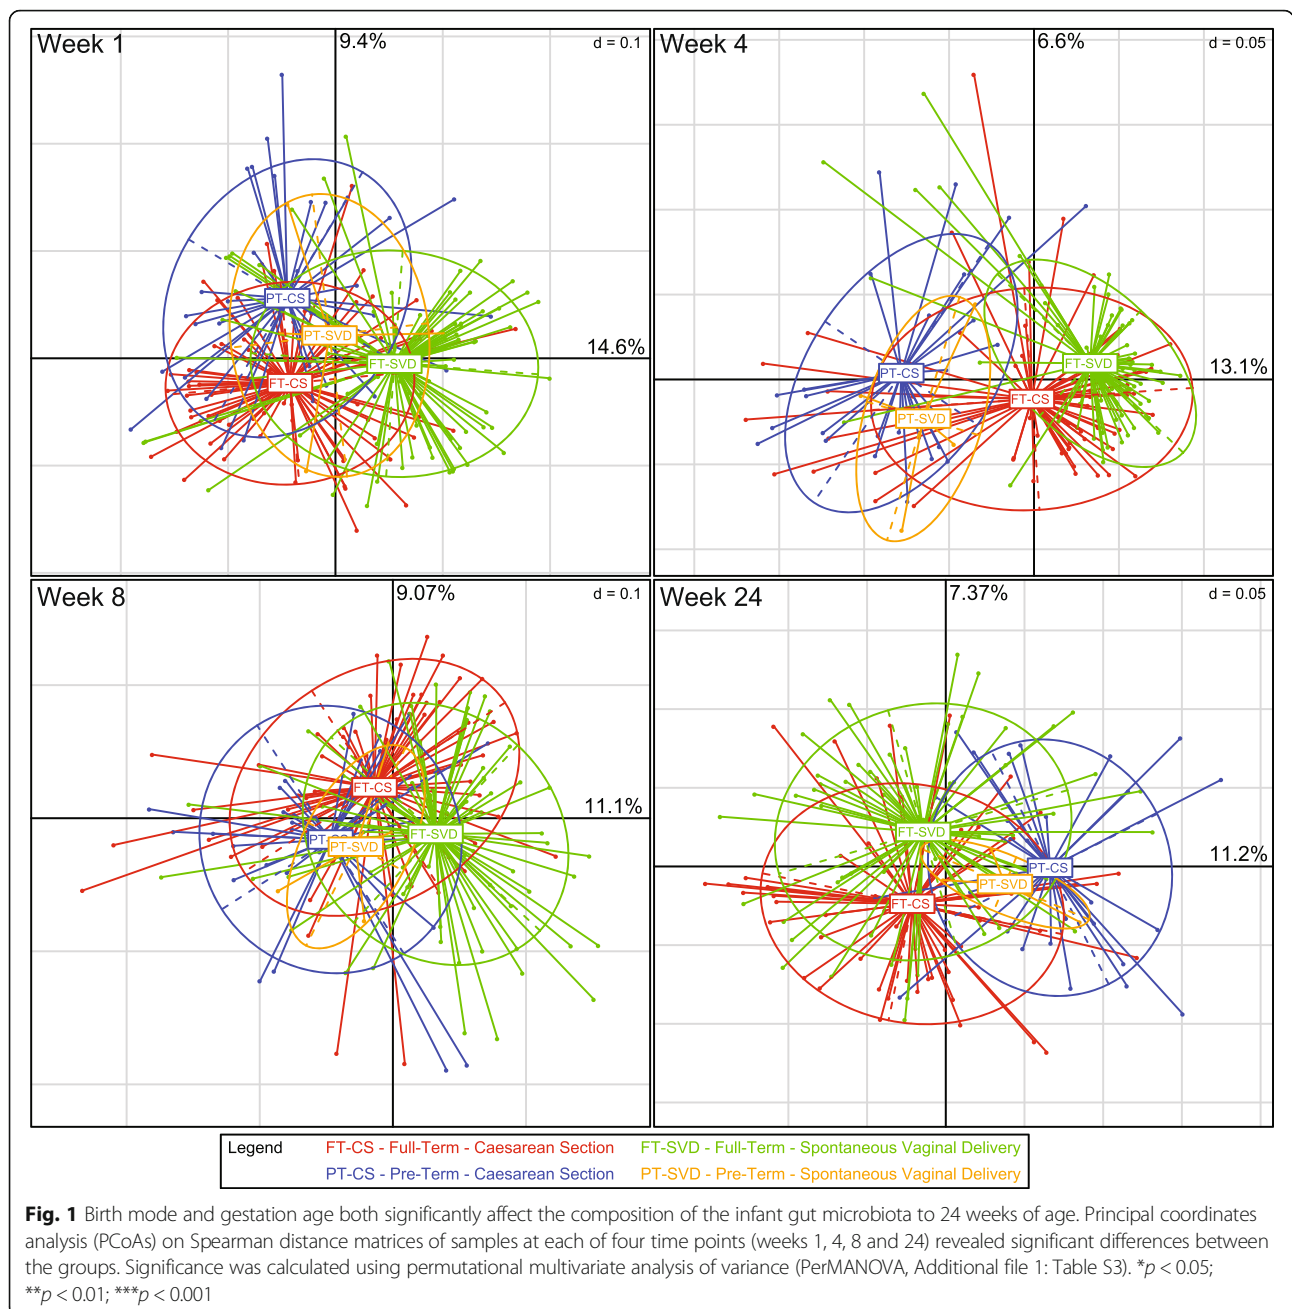 Week 1
9.4%
d = 0.1
PT-CS
PT-SVD
14.6%
FT-SVD
FT-CS
Week 4
6.6%
d = 0.05
FT-SVD
PT-CS
13.1%
FT-CS
PT-SVD
Week 8
9.07%
d = 0.1
FT-CS
11.1%
FT-SVD
PT-CS
PT-SVD
Week 24
7.37%
d = 0.05
FT-SVD
11.2%
PT-CS
PT-SVD
FT-CS
Legend FT-CS - Full-Term - Caesarean Section FT-SVD - Full-Term - Spontaneous Vaginal Delivery
PT-CS - Pre-Term - Caesarean Section PT-SVD - Pre-Term - Spontaneous Vaginal Delivery
Fig. 1 Birth mode and gestation age both significantly affect the composition of the infant gut microbiota to 24 weeks of age. Principal coordinates
analysis (PCoAs) on Spearman distance matrices of samples at each of four time points (weeks 1, 4, 8 and 24) revealed significant differences between
the groups. Significance was calculated using permutational multivariate analysis of variance (PerMANOVA, Additional file 1: Table S3). *p < 0.05;
**p < 0.01; ***p < 0.001